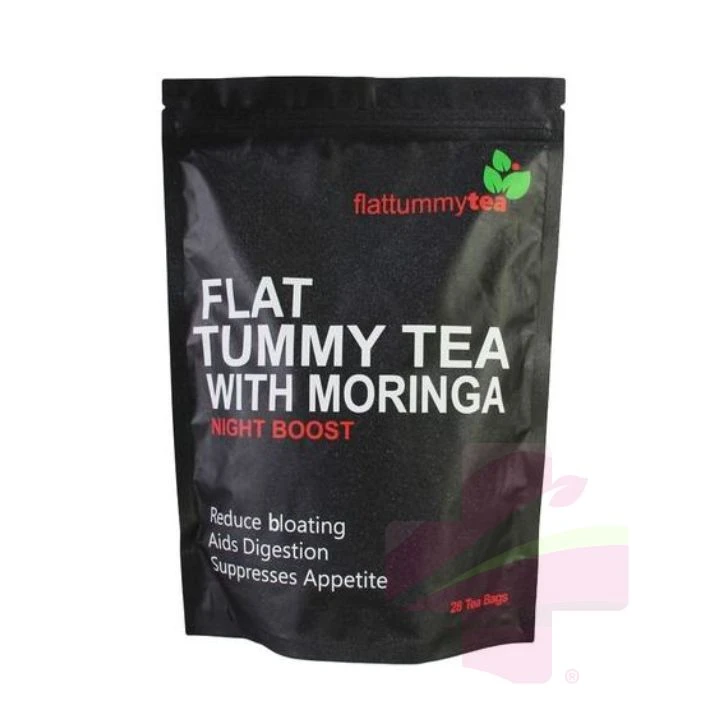 flattummytea
FLAT
TUMMY TEA
WITH MORINGA
NIGHT BOOST
Reduce bloating
Aids Digestion
Suppresses Appetite
28 Tea Bags
®